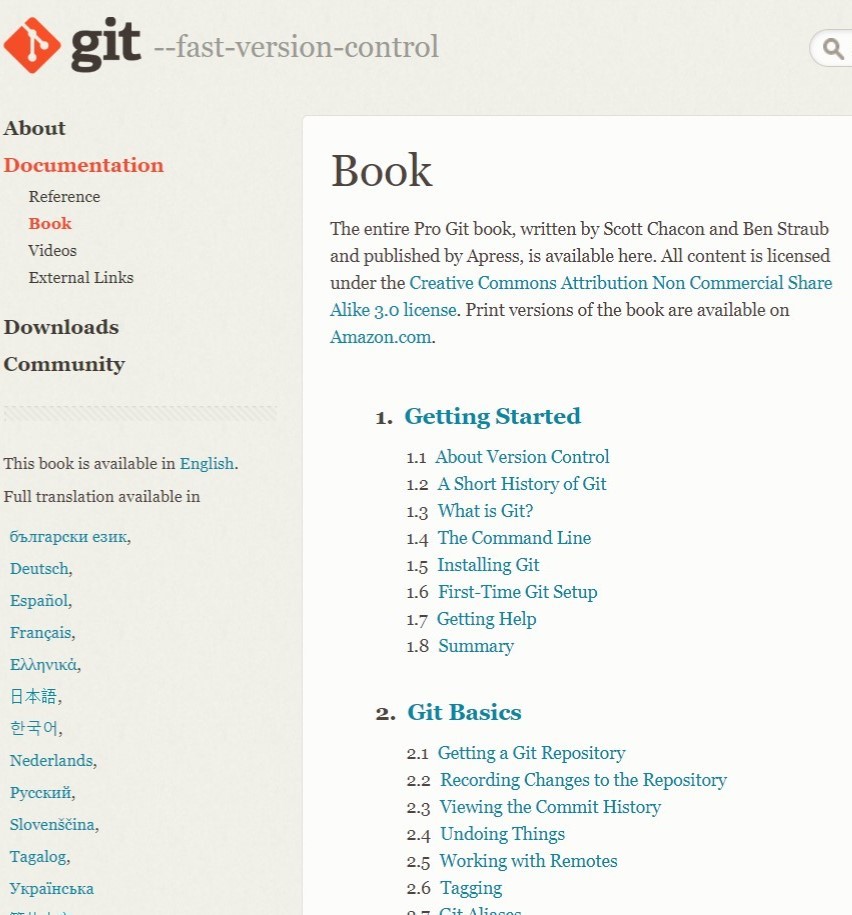 git --fast-version-control
About
Documentation
Reference
Book
Videos
External Links
Downloads
Community
This book is available in English.
Full translation available in
български език,
Deutsch,
Español,
Français,
Ελληνικά,
日本語,
한국어,
Nederlands,
Русский,
Slovenščina,
Tagalog,
Українська
Book
The entire Pro Git book, written by Scott Chacon and Ben Straub
and published by Apress, is available here. All content is licensed
under the Creative Commons Attribution Non Commercial Share
Alike 3.0 license. Print versions of the book are available on
Amazon.com.
1. Getting Started
1.1 About Version Control
1.2 A Short History of Git
1.3 What is Git?
1.4 The Command Line
1.5 Installing Git
1.6 First-Time Git Setup
1.7 Getting Help
1.8 Summary
2. Git Basics
2.1 Getting a Git Repository
2.2 Recording Changes to the Repository
2.3 Viewing the Commit History
2.4 Undoing Things
2.5 Working with Remotes
2.6 Tagging
2.7 Git Aliases